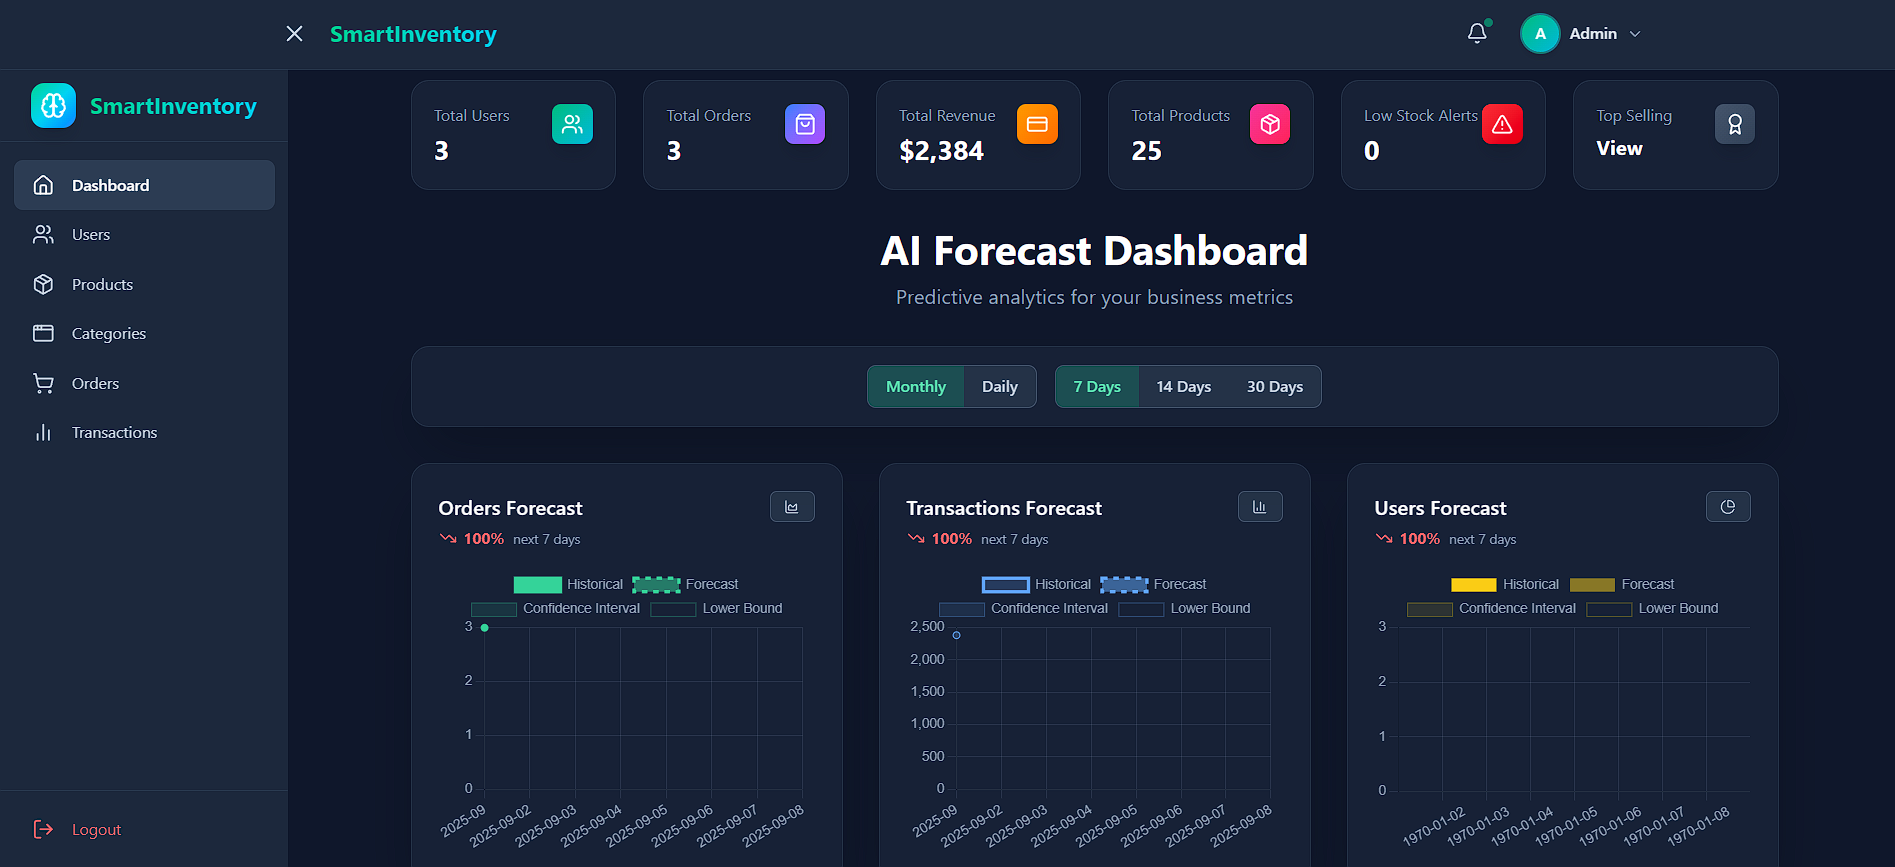 SmartInventory
A Admin
SmartInventory
Dashboard
Users
Products
Categories
Orders
Transactions
Logout
Total Users
3
Total Orders
3
Total Revenue
$2,384
Total Products
25
Low Stock Alerts
0
Top Selling
View
AI Forecast Dashboard
Predictive analytics for your business metrics
Monthly Daily 7 Days 14 Days 30 Days
Orders Forecast
100% next 7 days
Historical Forecast
Confidence Interval Lower Bound
3
2
1
0
2025-09 2025-09-02 2025-09-03 2025-09-04 2025-09-05 2025-09-06 2025-09-07 2025-09-08
Transactions Forecast
100% next 7 days
Historical Forecast
Confidence Interval Lower Bound
2,500
2,000
1,500
1,000
500
0
2025-09 2025-09-02 2025-09-03 2025-09-04 2025-09-05 2025-09-06 2025-09-07 2025-09-08
Users Forecast
100% next 7 days
Historical Forecast
Confidence Interval Lower Bound
3
2
1
0
1970-01-02 1970-01-03 1970-01-04 1970-01-05 1970-01-06 1970-01-07 1970-01-08